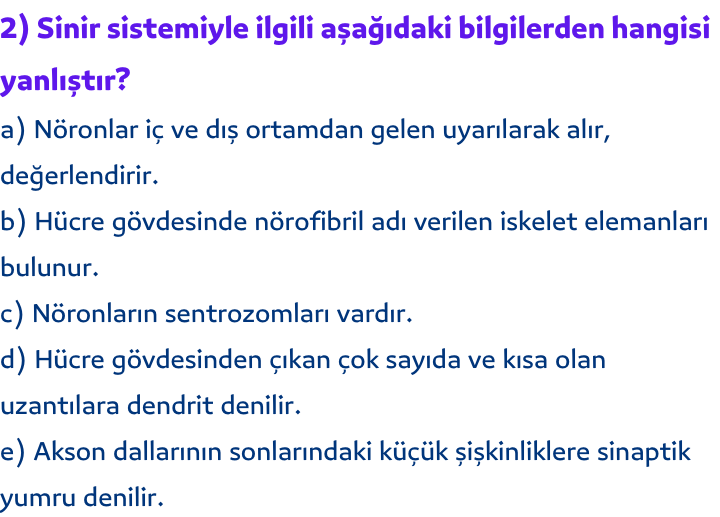 2) Sinir sistemiyle ilgili aşağıdaki bilgilerden hangisi
yanlıştır?
a) Nöronlar iç ve dış ortamdan gelen uyarılarak alır,
değerlendirir.
b) Hücre gövdesinde nörofibril adı verilen iskelet elemanları
bulunur.
c) Nöronların sentrozomları vardır.
d) Hücre gövdesinden çıkan çok sayıda ve kısa olan
uzantılara dendrit denilir.
e) Akson dallarının sonlarındaki küçük şişkinliklere sinaptik
yumru denilir.